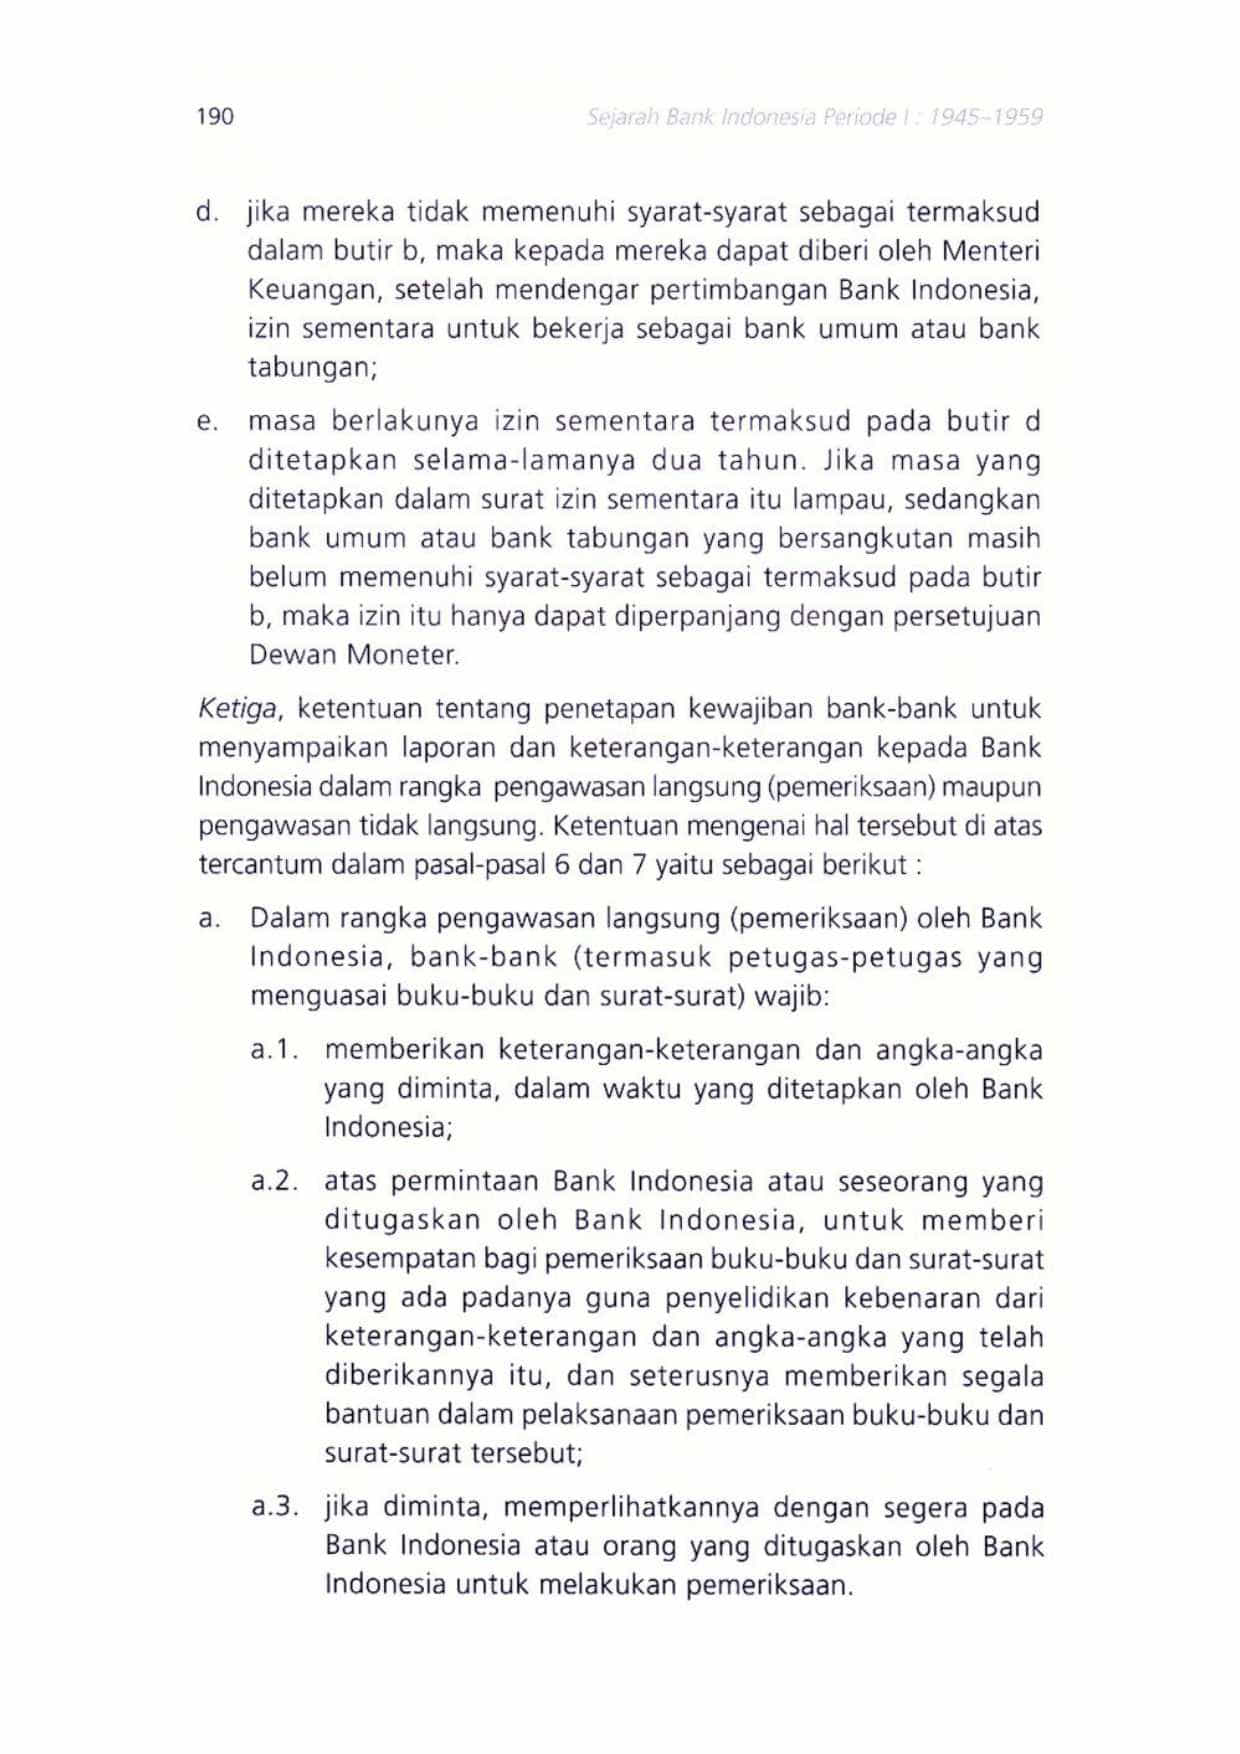 190 Sejarah Bank Indonesia Periode I : 1945–1959
d. jika mereka tidak memenuhi syarat-syarat sebagai termaksud
dalam butir b, maka kepada mereka dapat diberi oleh Menteri
Keuangan, setelah mendengar pertimbangan Bank Indonesia,
izin sementara untuk bekerja sebagai bank umum atau bank
tabungan;
e. masa berlakunya izin sementara termaksud pada butir d
ditetapkan selama-lamanya dua tahun. Jika masa yang
ditetapkan dalam surat izin sementara itu lampau, sedangkan
bank umum atau bank tabungan yang bersangkutan masih
belum memenuhi syarat-syarat sebagai termaksud pada butir
b, maka izin itu hanya dapat diperpanjang dengan persetujuan
Dewan Moneter.
Ketiga, ketentuan tentang penetapan kewajiban bank-bank untuk
menyampaikan laporan dan keterangan-keterangan kepada Bank
Indonesia dalam rangka pengawasan langsung (pemeriksaan) maupun
pengawasan tidak langsung. Ketentuan mengenai hal tersebut di atas
tercantum dalam pasal-pasal 6 dan 7 yaitu sebagai berikut :
a. Dalam rangka pengawasan langsung (pemeriksaan) oleh Bank
Indonesia, bank-bank (termasuk petugas-petugas yang
menguasai buku-buku dan surat-surat) wajib:
a.1. memberikan keterangan-keterangan dan angka-angka
yang diminta, dalam waktu yang ditetapkan oleh Bank
Indonesia;
a.2. atas permintaan Bank Indonesia atau seseorang yang
ditugaskan oleh Bank Indonesia, untuk memberi
kesempatan bagi pemeriksaan buku-buku dan surat-surat
yang ada padanya guna penyelidikan kebenaran dari
keterangan-keterangan dan angka-angka yang telah
diberikannya itu, dan seterusnya memberikan segala
bantuan dalam pelaksanaan pemeriksaan buku-buku dan
surat-surat tersebut;
a.3. jika diminta, memperlihatkannya dengan segera pada
Bank Indonesia atau orang yang ditugaskan oleh Bank
Indonesia untuk melakukan pemeriksaan.